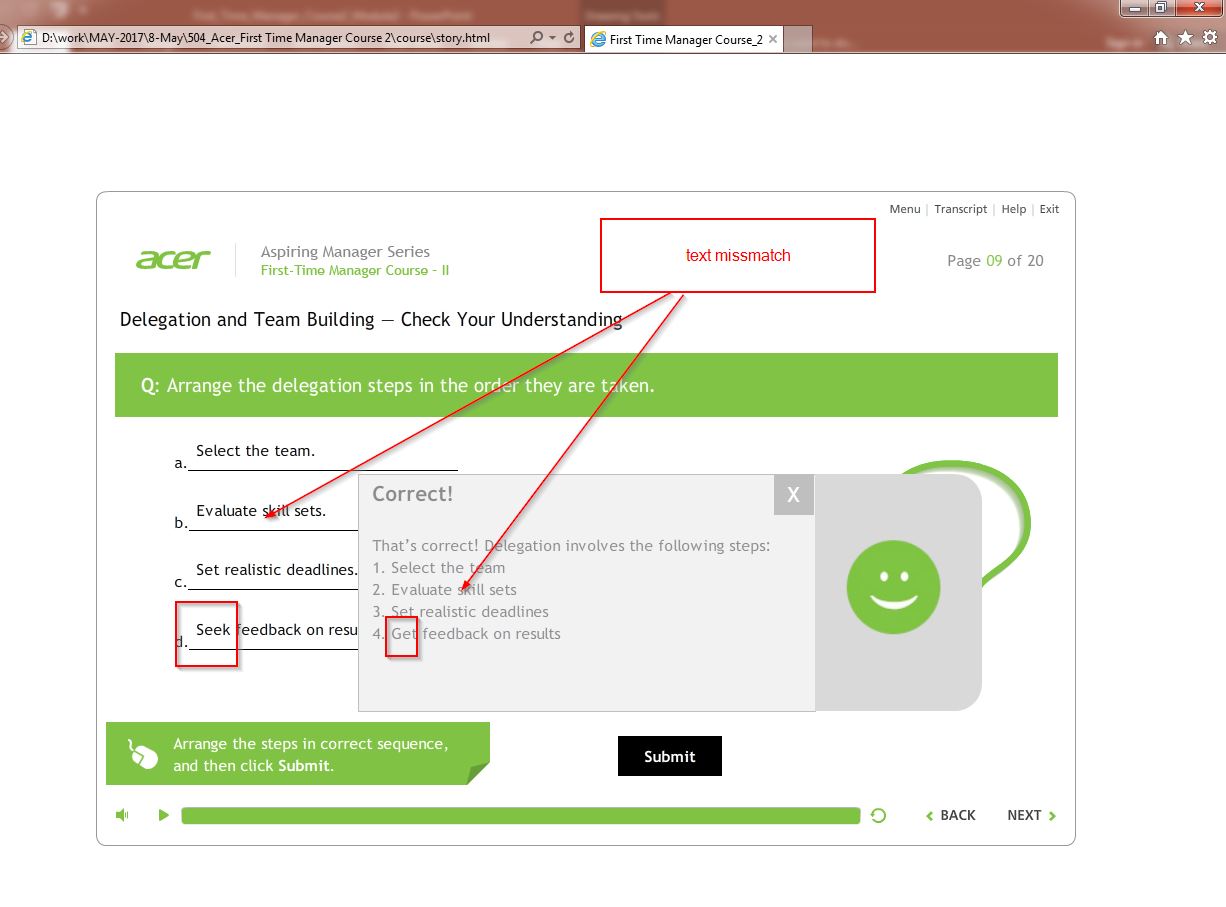 D:\work\MAY-2017\8-May\504_Acer_First Time Manager Course 2\course\story.html
First Time Manager Course_2
Menu | Transcript | Help | Exit
text missmatch
acer
Aspiring Manager Series
First-Time Manager Course - II
Page 09 of 20
Delegation and Team Building — Check Your Understanding
Q: Arrange the delegation steps in the order they are taken.
a. Select the team.
b. Evaluate skill sets.
c. Set realistic deadlines.
d. Seek feedback on resu
Correct!
X
That’s correct! Delegation involves the following steps:
1. Select the team
2. Evaluate skill sets
3. Set realistic deadlines
4. Get feedback on results
Arrange the steps in correct sequence,
and then click Submit.
Submit
BACK
NEXT